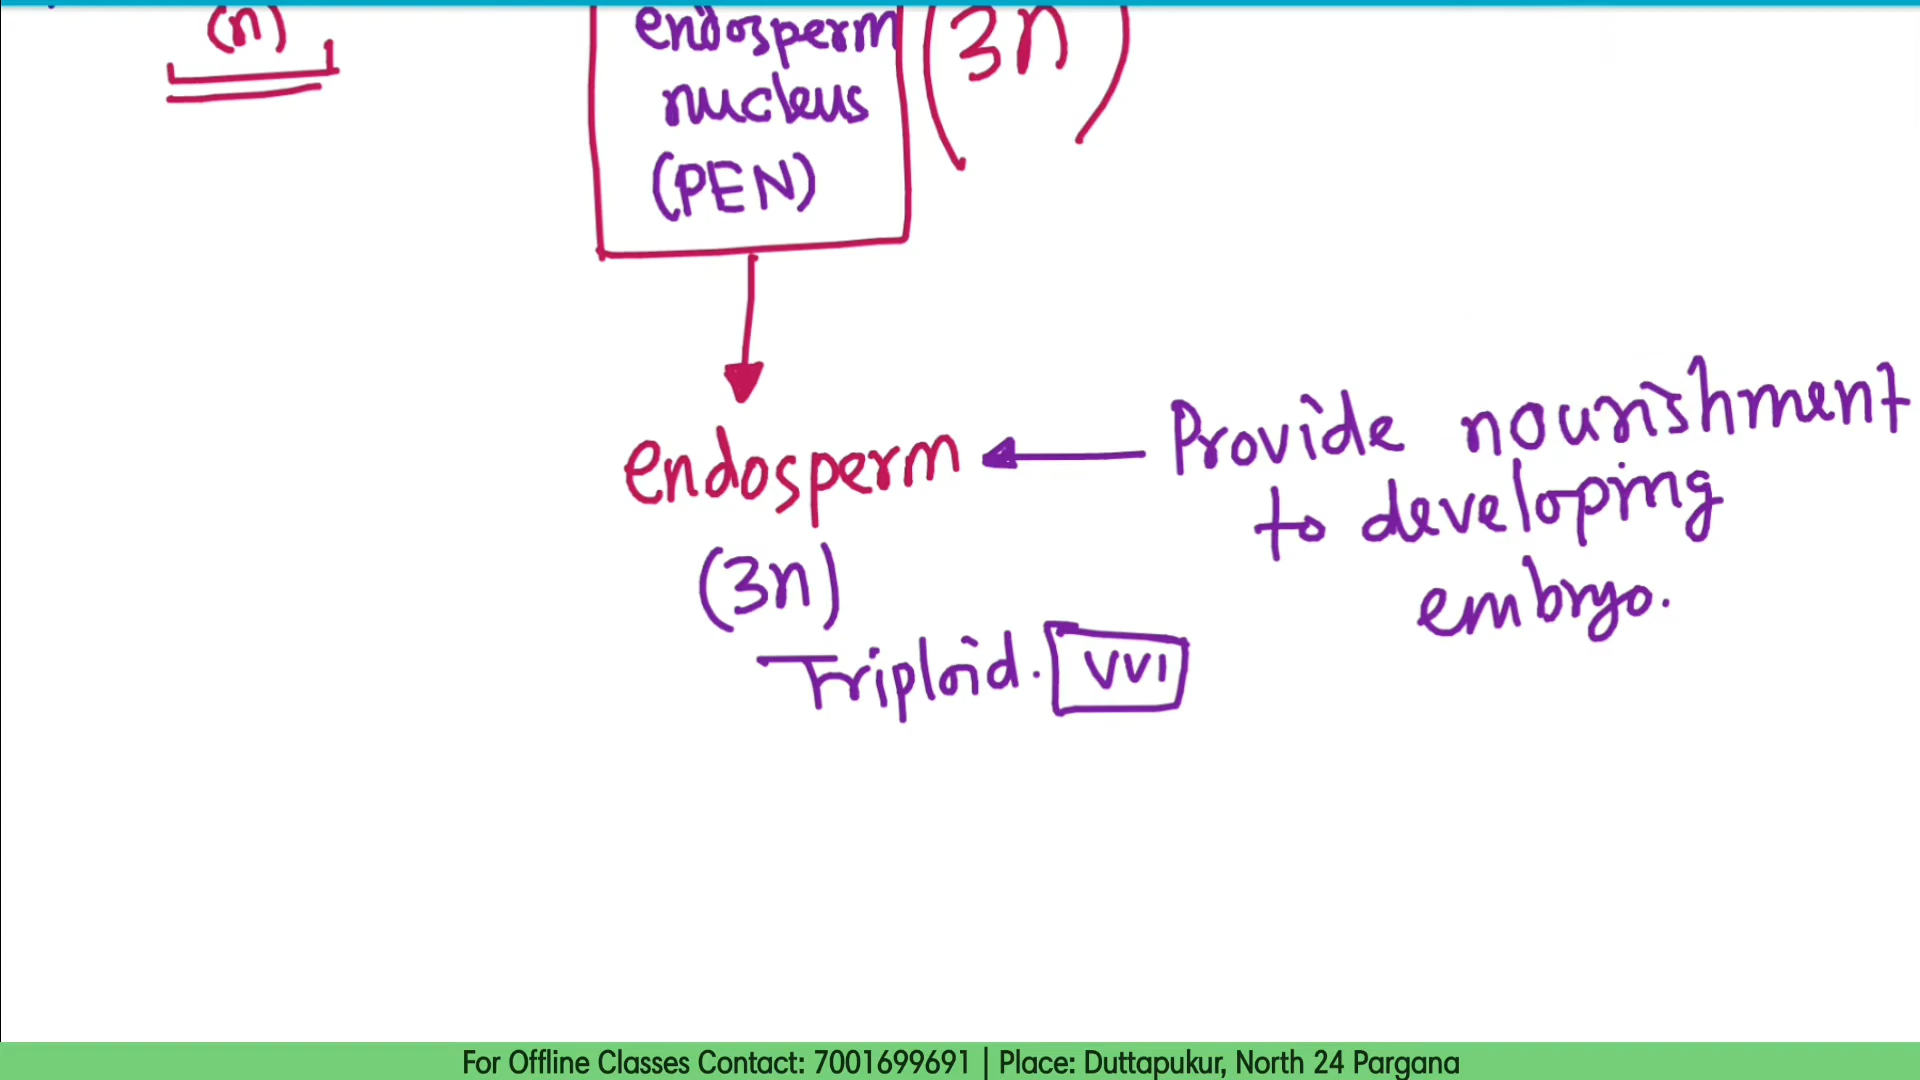 (n)
endosperm (3n)
nucleus
(PEN)
endosperm
Provide nourishment
to developing
embryo.
(3n)
Triploid. VVI
For Offline Classes Contact: 7001699691 | Place: Duttapukur, North 24 Pargana